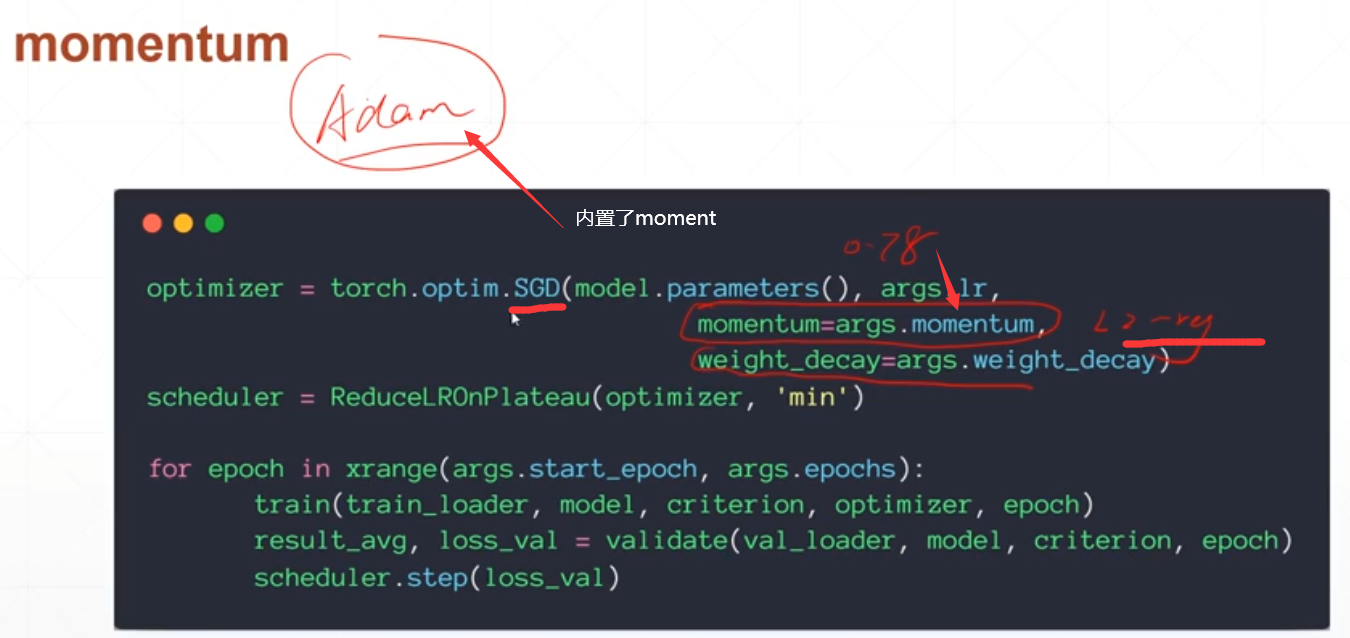 momentum
Adam
内置了moment
0.78
optimizer = torch.optim.SGD(model.parameters(), args.lr,
momentum=args.momentum,
L2-reg
weight_decay=args.weight_decay)
scheduler = ReduceLROnPlateau(optimizer, 'min')
for epoch in xrange(args.start_epoch, args.epochs):
train(train_loader, model, criterion, optimizer, epoch)
result_avg, loss_val = validate(val_loader, model, criterion, epoch)
scheduler.step(loss_val)